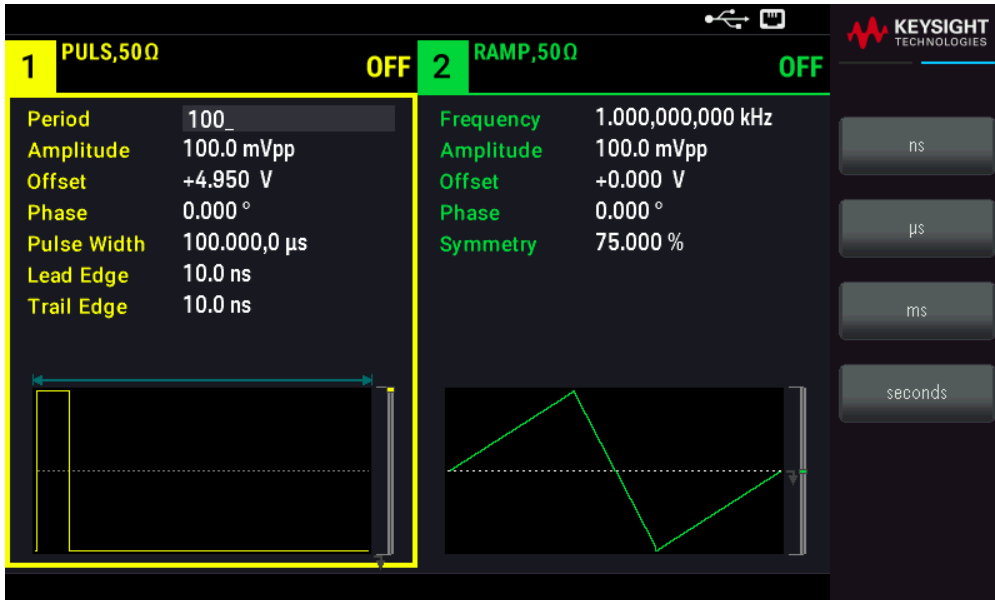 KEYSIGHT
TECHNOLOGIES
1 PULS,50Ω OFF
2 RAMP,50Ω OFF
Period 100_
Amplitude 100.0 mVpp
Offset +4.950 V
Phase 0.000 °
Pulse Width 100.000,0 µs
Lead Edge 10.0 ns
Trail Edge 10.0 ns
Frequency 1.000,000,000 kHz
Amplitude 100.0 mVpp
Offset +0.000 V
Phase 0.000 °
Symmetry 75.000 %
ns
µs
ms
seconds